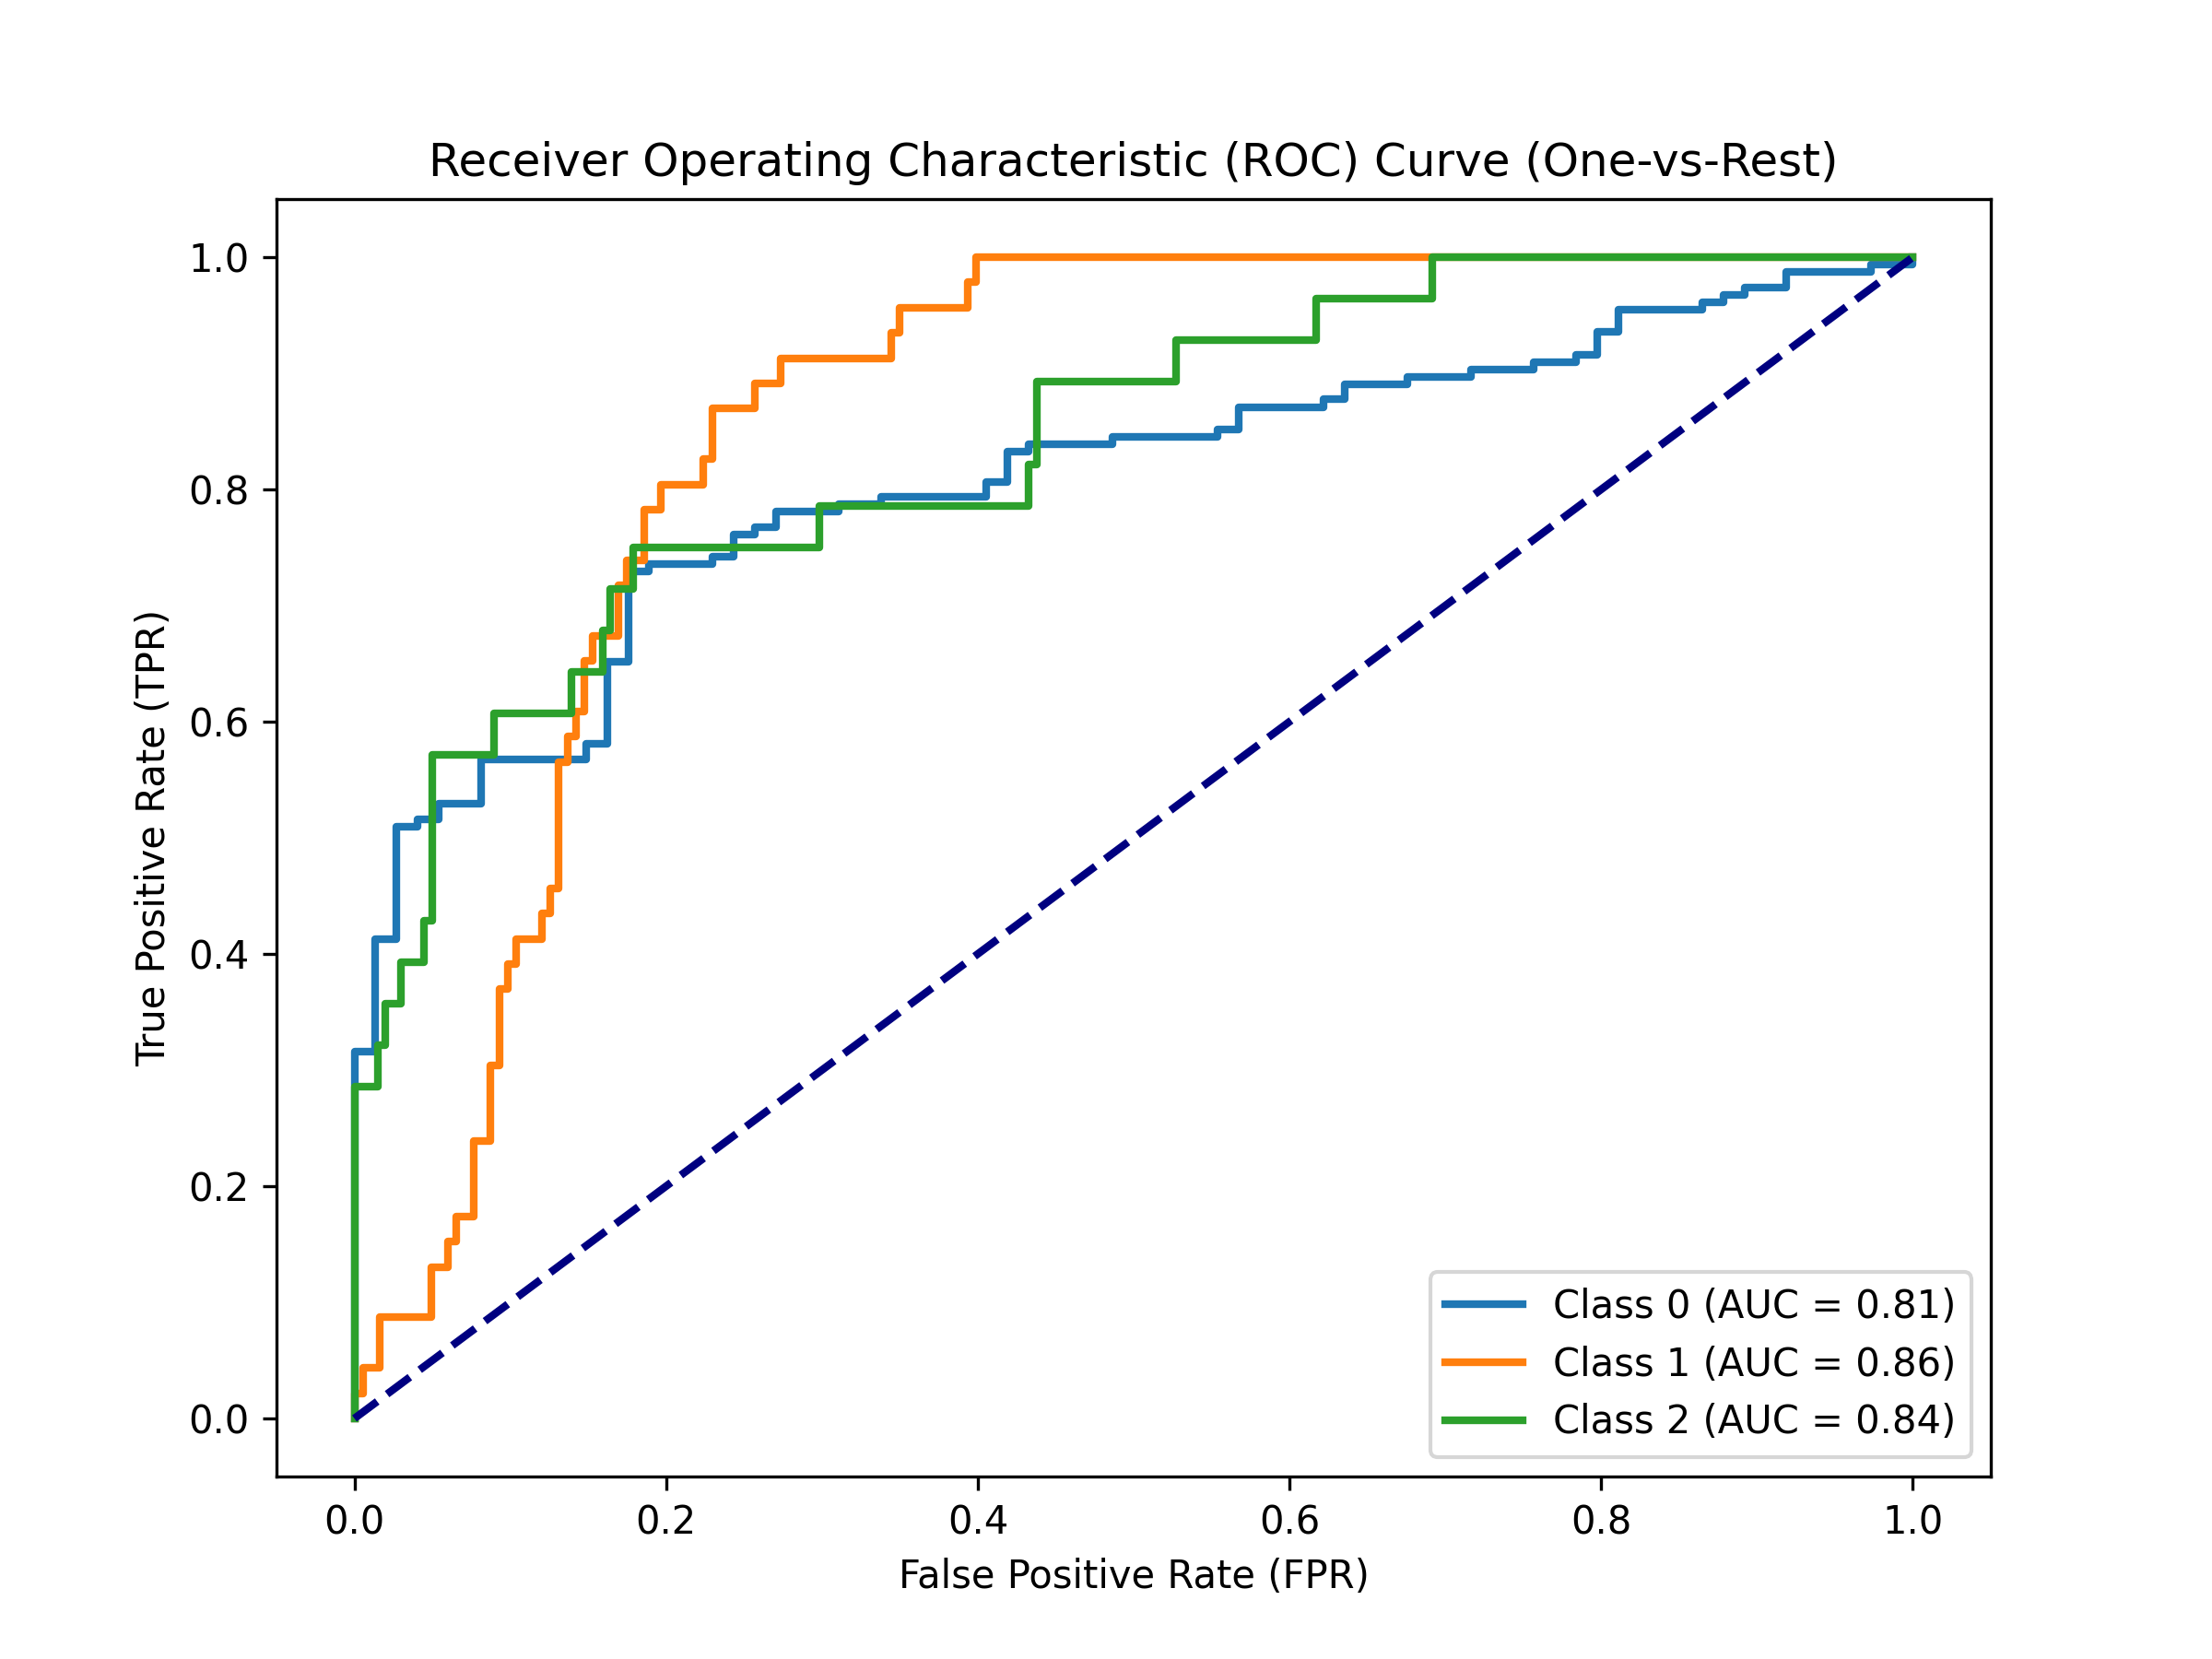 Receiver Operating Characteristic (ROC) Curve (One-vs-Rest)
1.0
0.8
0.6
0.4
0.2
0.0
True Positive Rate (TPR)
0.0 0.2 0.4 0.6 0.8 1.0
False Positive Rate (FPR)
Class 0 (AUC = 0.81)
Class 1 (AUC = 0.86)
Class 2 (AUC = 0.84)